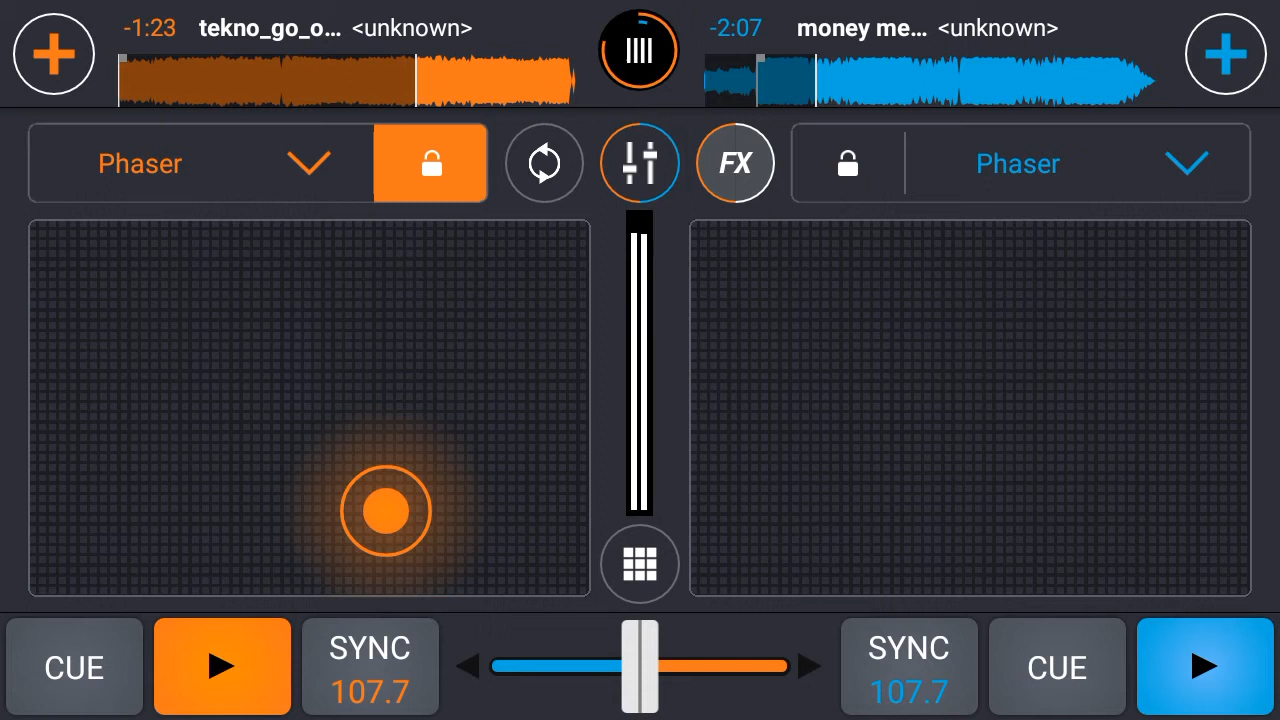 -1:23 tekno_go_o... <unknown>
-2:07 money me... <unknown>
Phaser
FX
Phaser
CUE
SYNC
107.7
SYNC
107.7
CUE